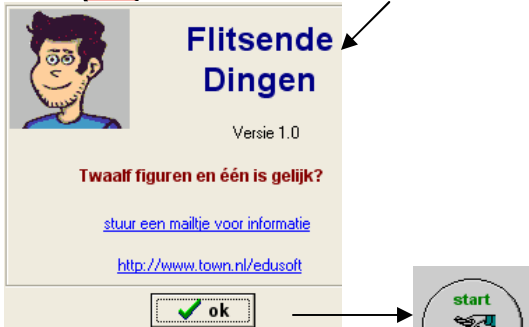 Flitsende
Dingen
Versie 1.0
Twaalf figuren en één is gelijk?
stuur een mailtje voor informatie
http://www.town.nl/edusoft
ok
start